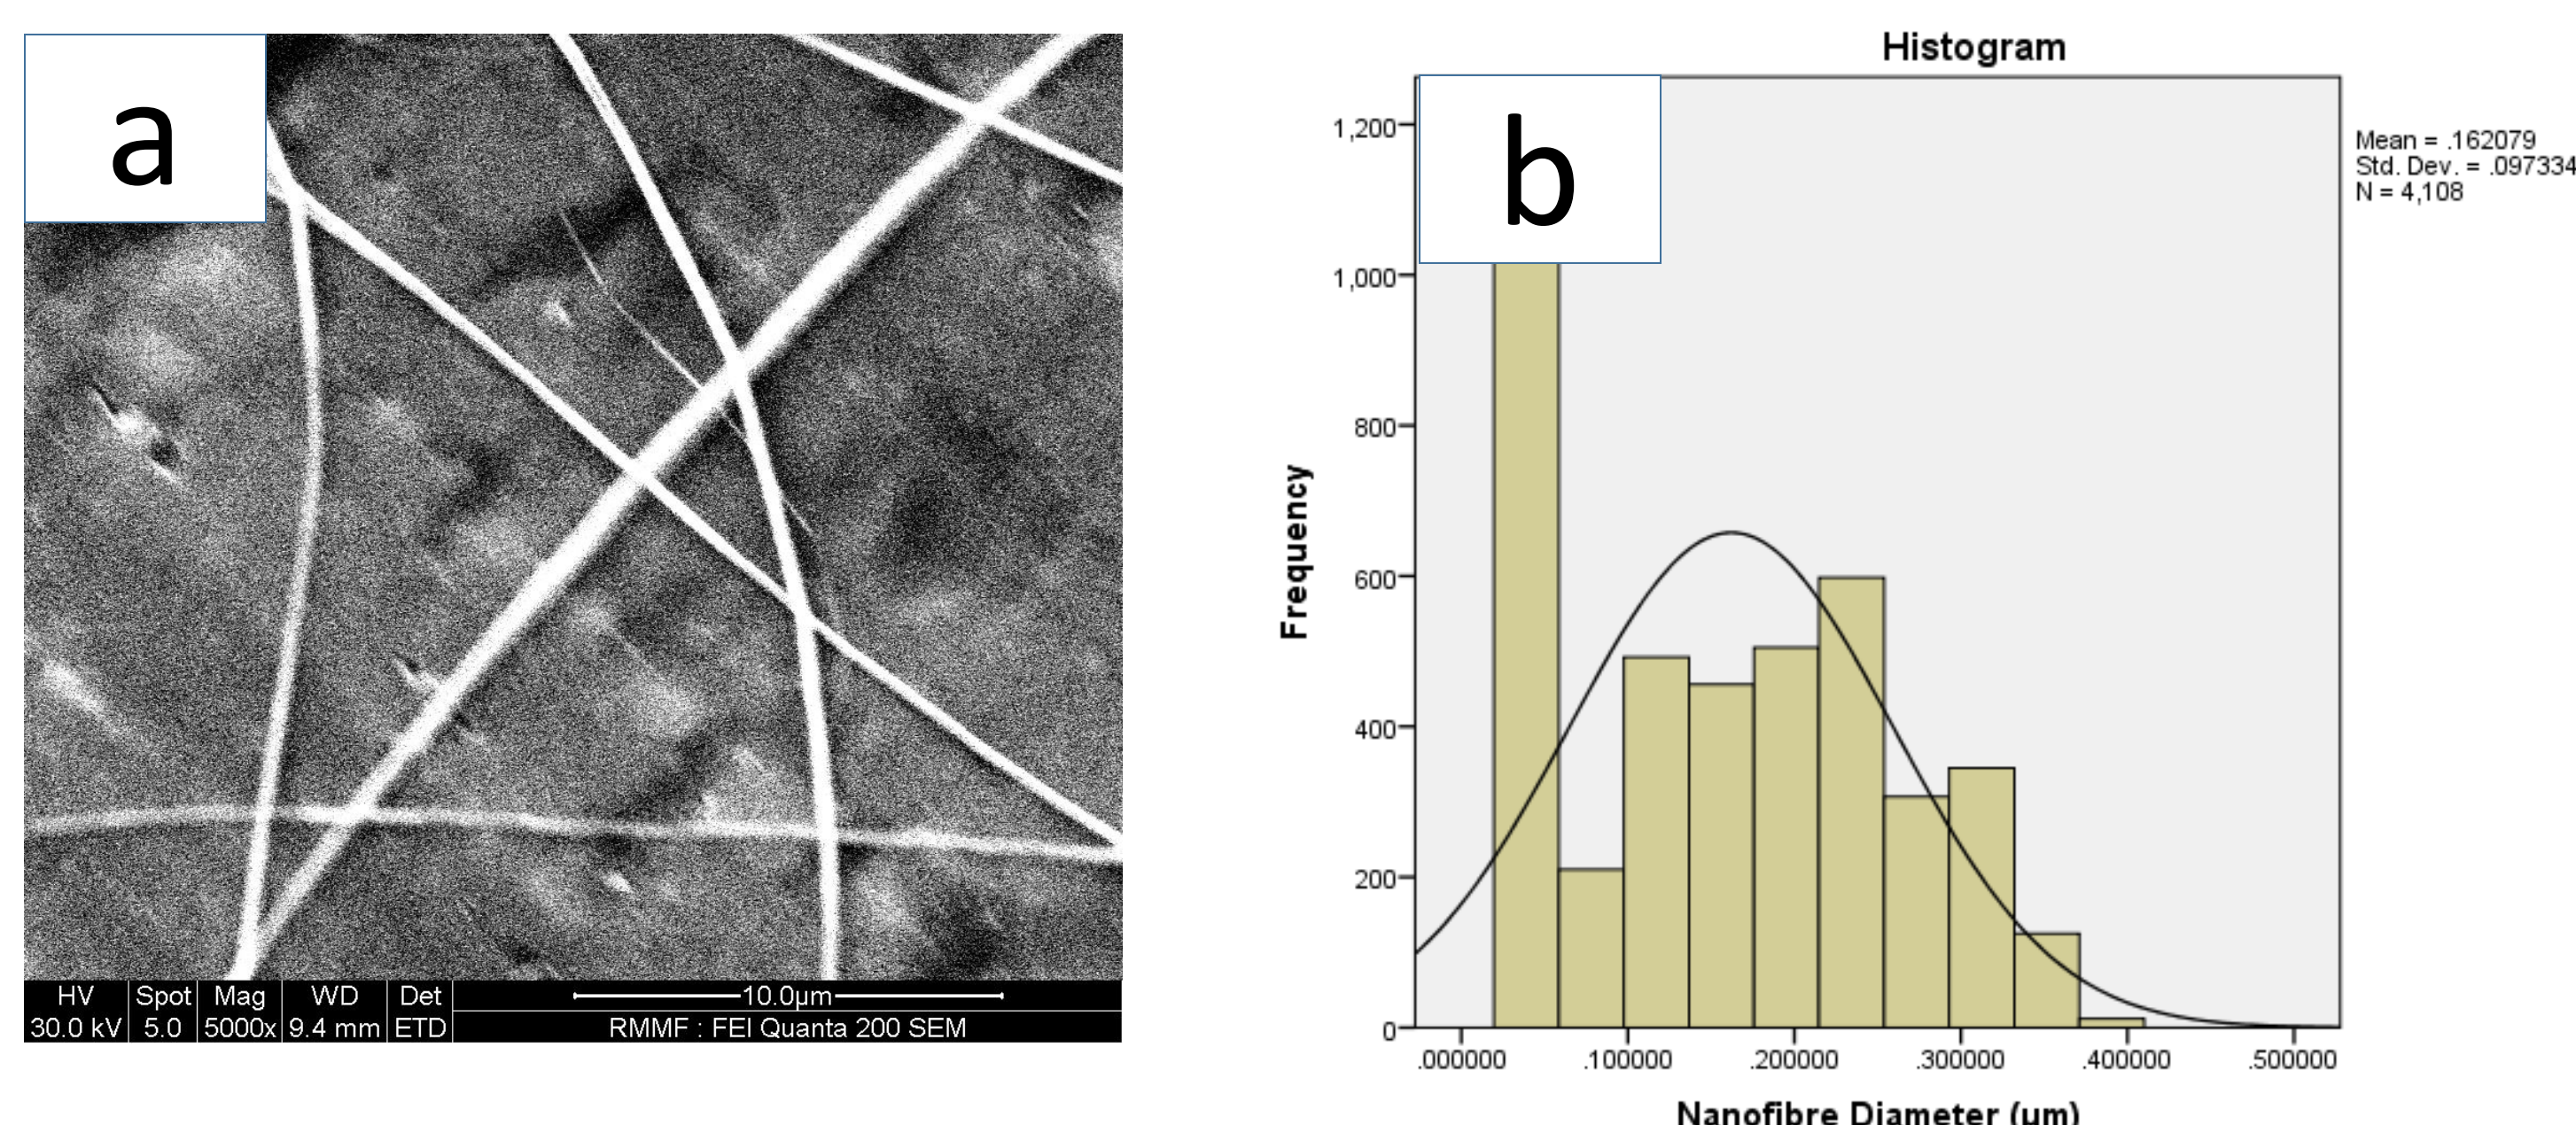 a
HV Spot Mag WD Det
10.0µm
30.0 kV 5.0 5000x 9.4 mm ETD
RMMF : FEI Quanta 200 SEM
Histogram
b
Mean = .162079
Std. Dev. = .097334
N = 4,108
Frequency
1,200
1,000
800
600
400
200
0
.000000 .100000 .200000 .300000 .400000 .500000
Nanofibre Diameter (µm)